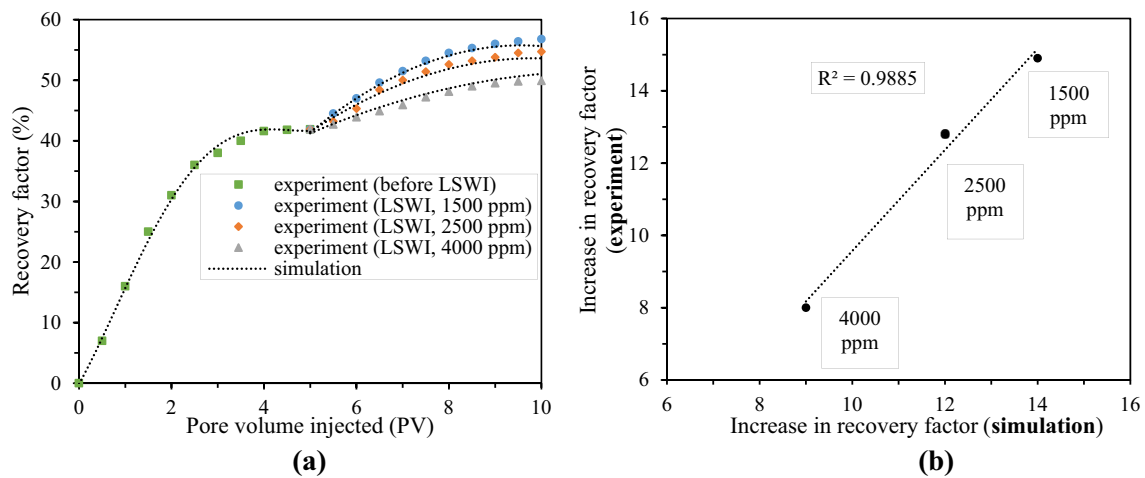 60
50
40
30
20
10
0
Recovery factor (%)
experiment (before LSWI)
experiment (LSWI, 1500 ppm)
experiment (LSWI, 2500 ppm)
experiment (LSWI, 4000 ppm)
simulation
0 2 4 6 8 10
Pore volume injected (PV)
(a)
16
14
12
10
8
6
Increase in recovery factor
(experiment)
R² = 0.9885
1500
ppm
2500
ppm
4000
ppm
6 8 10 12 14 16
Increase in recovery factor (simulation)
(b)